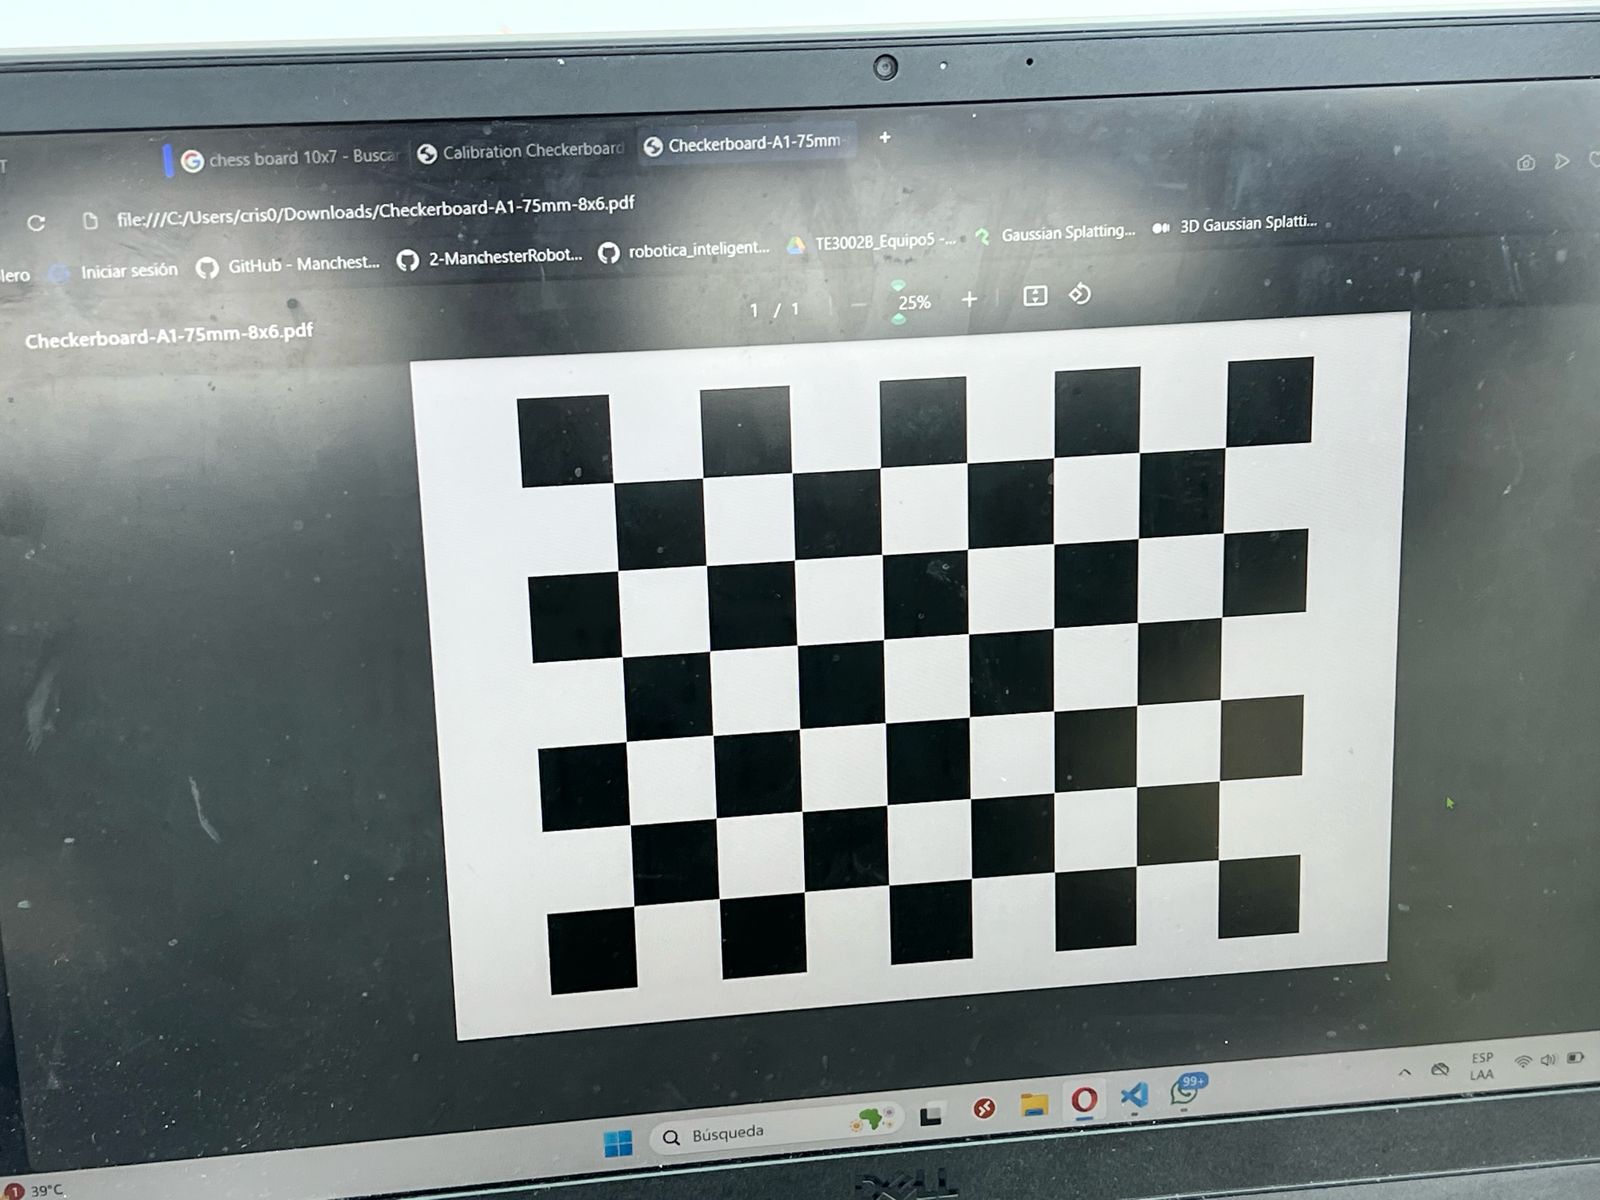 T
chess board 10x7 - Buscar
Calibration Checkerboard
Checkerboard-A1-75mm-
+
file:///C:/Users/cris0/Downloads/Checkerboard-A1-75mm-8x6.pdf
lero
Iniciar sesión
GitHub - Manchest...
2-ManchesterRobot...
robotica_inteligent...
TE3002B_Equipo5 -...
Gaussian Splatting...
3D Gaussian Splatti...
Checkerboard-A1-75mm-8x6.pdf
1 / 1
25%
+
Búsqueda
99+
ESP
LAA
1
39°C
DELL